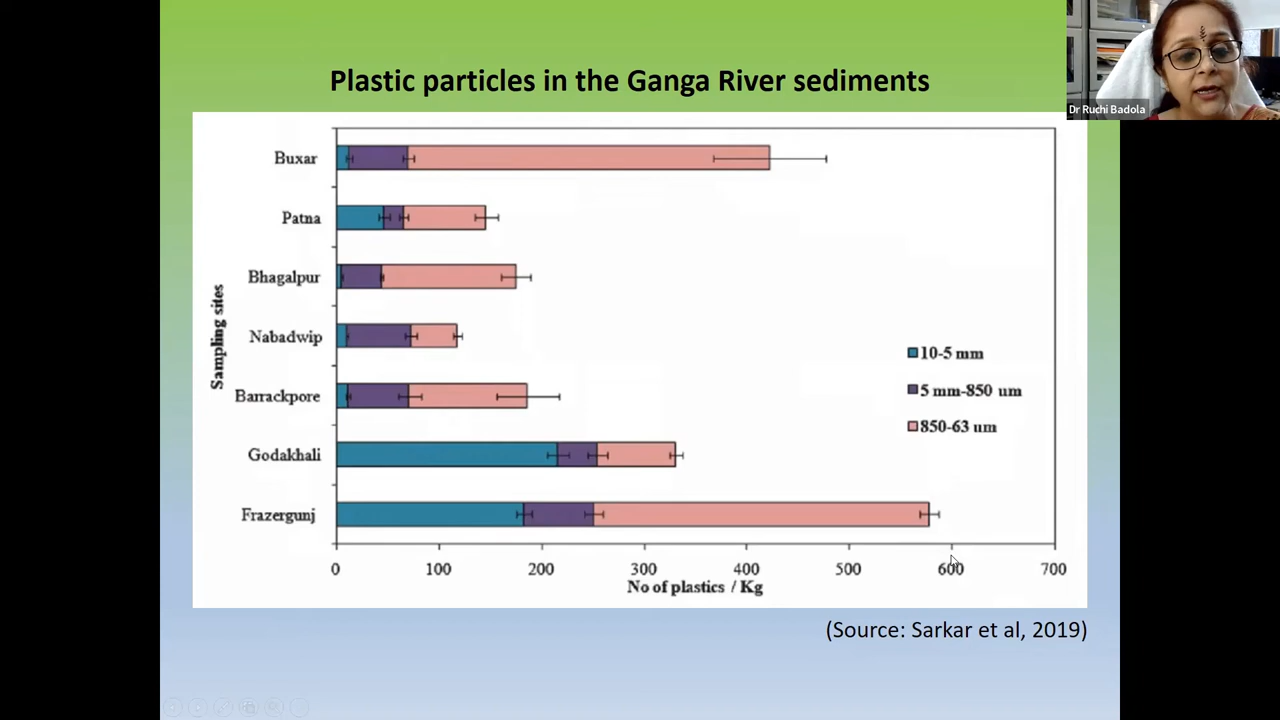 Plastic particles in the Ganga River sediments
Dr Ruchi Badola
Sampling sites
Buxar
Patna
Bhagalpur
Nabadwip
Barrackpore
Godakhali
Frazergunj
10-5 mm
5 mm-850 um
850-63 um
0 100 200 300 400 500 600 700
No of plastics / Kg
(Source: Sarkar et al, 2019)